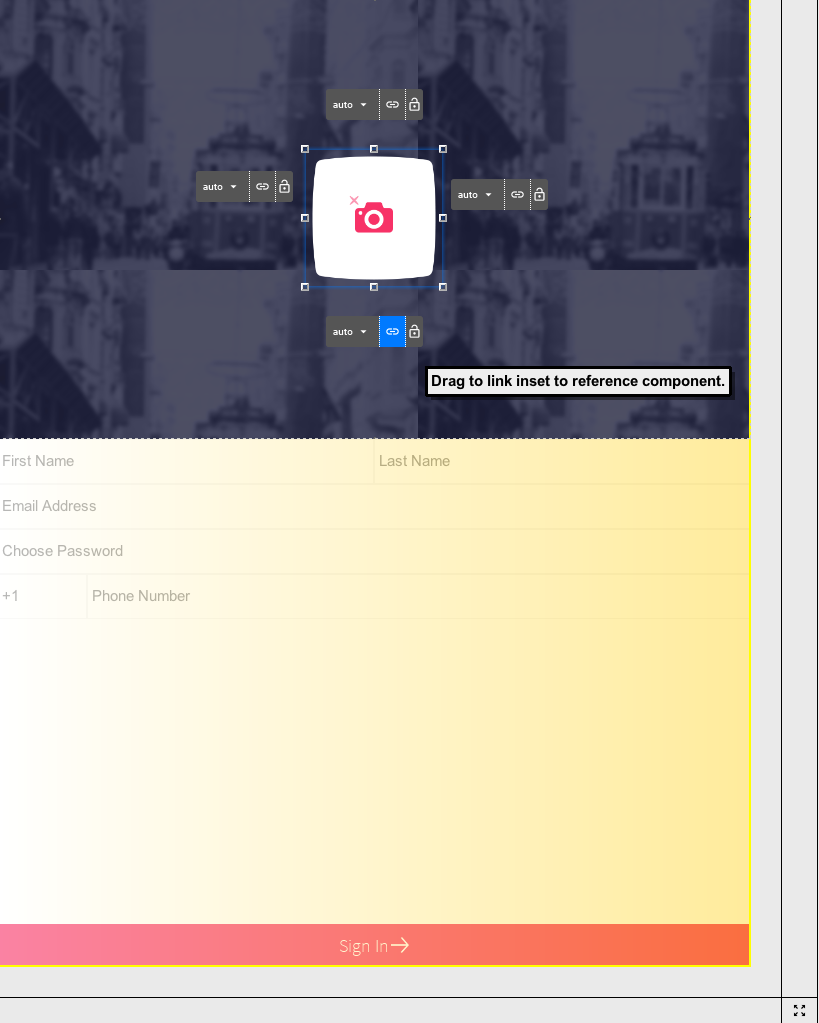 auto
auto
auto
auto
Drag to link inset to reference component.
First Name Last Name
Email Address
Choose Password
+1 Phone Number
Sign In